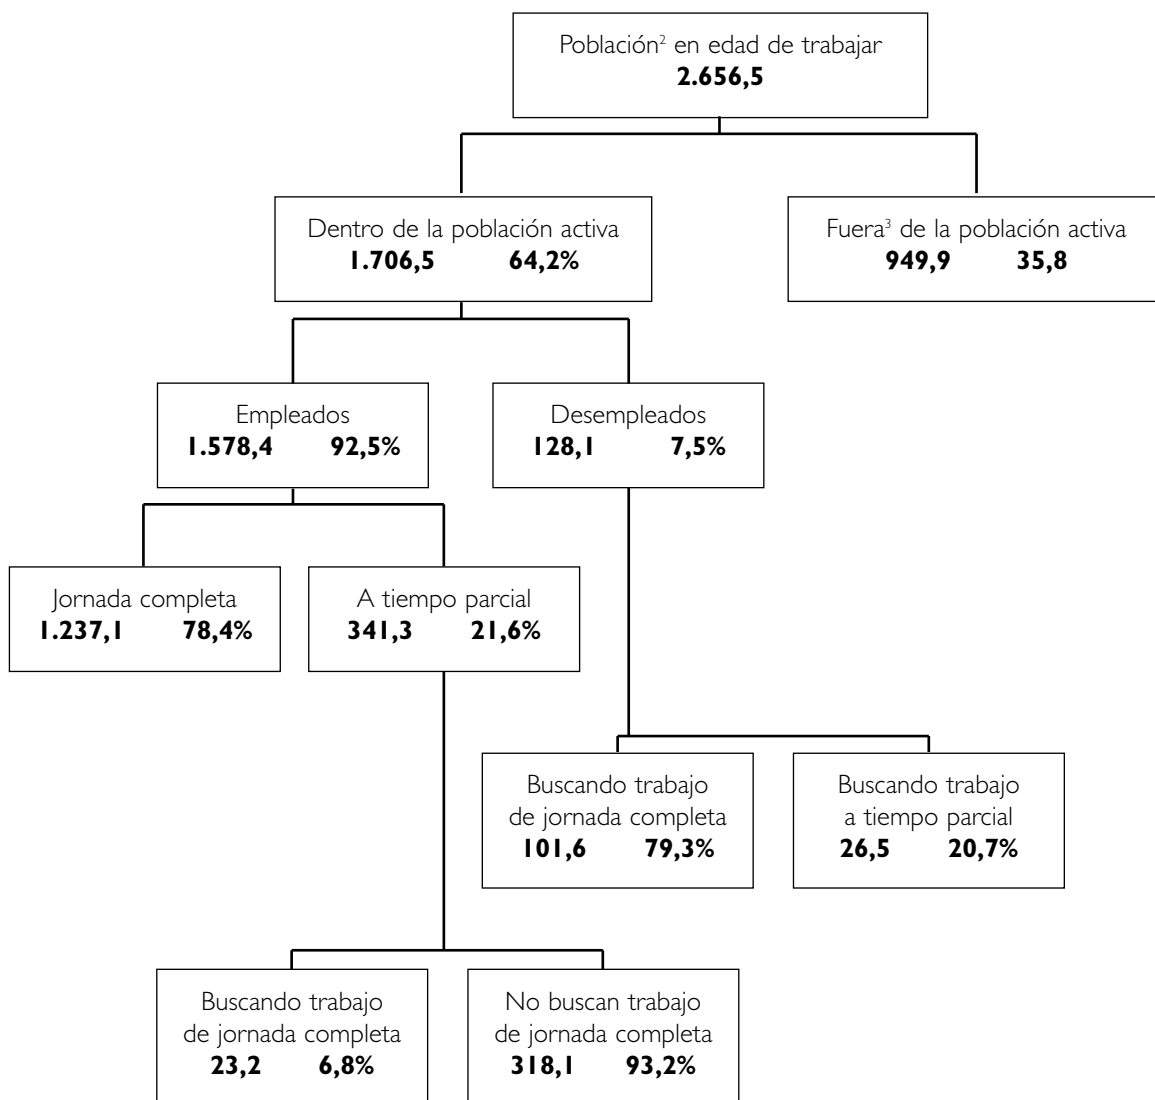 Población² en edad de trabajar
2.656,5
Dentro de la población activa
1.706,5 64,2%
Fuera³ de la población activa
949,9 35,8
Empleados
1.578,4 92,5%
Desempleados
128,1 7,5%
Jornada completa
1.237,1 78,4%
A tiempo parcial
341,3 21,6%
Buscando trabajo
de jornada completa
101,6 79,3%
Buscando trabajo
a tiempo parcial
26,5 20,7%
Buscando trabajo
de jornada completa
23,2 6,8%
No buscan trabajo
de jornada completa
318,1 93,2%